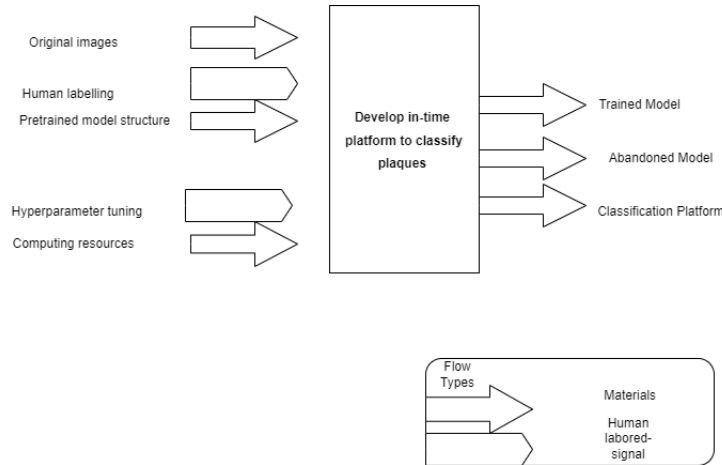 Original images
Human labelling
Pretrained model structure
Hyperparameter tuning
Computing resources
Develop in-time
platform to classify
plaques
Trained Model
Abandoned Model
Classification Platform
Flow
Types
Materials
Human
labored-
signal